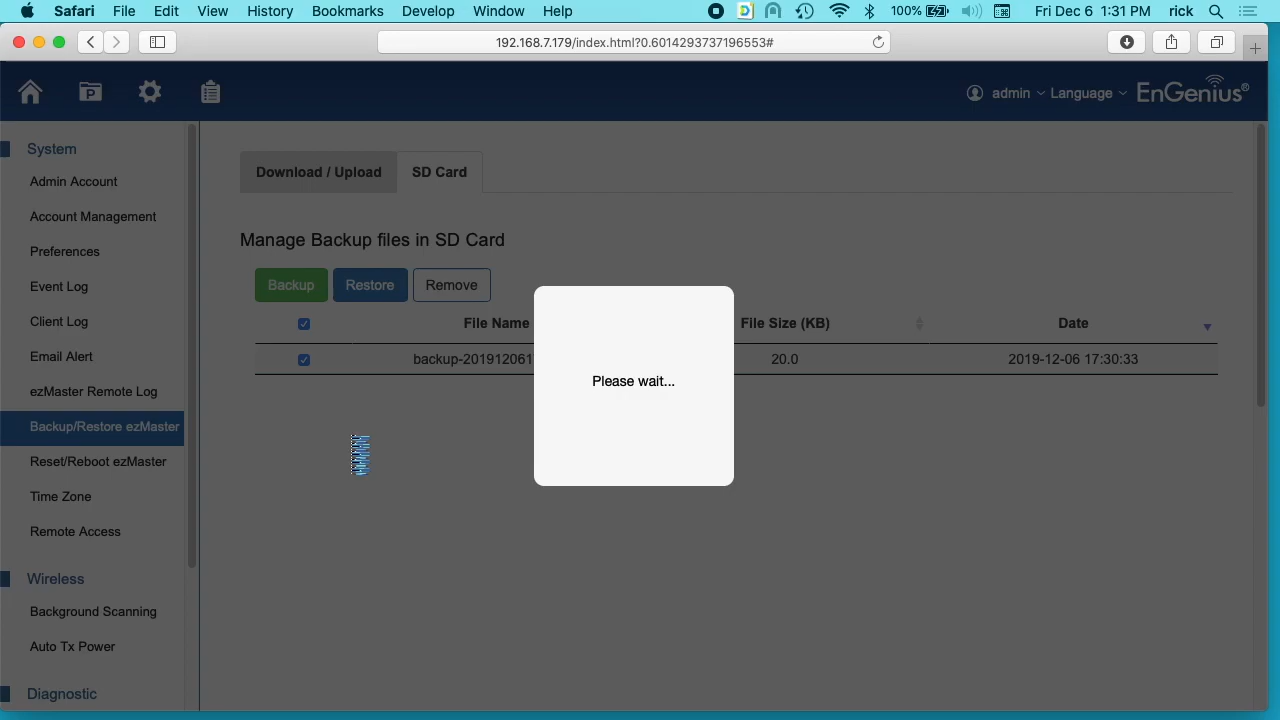 Safari File Edit View History Bookmarks Develop Window Help 100% Fri Dec 6 1:31 PM rick
192.168.7.179/index.html?0.6014293737196553#
admin Language EnGenius®
System
Admin Account
Account Management
Preferences
Event Log
Client Log
Email Alert
ezMaster Remote Log
Backup/Restore ezMaster
Reset/Reboot ezMaster
Time Zone
Remote Access
Wireless
Background Scanning
Auto Tx Power
Diagnostic
Download / Upload SD Card
Manage Backup files in SD Card
Backup Restore Remove
File Name File Size (KB) Date
backup-201912061 20.0 2019-12-06 17:30:33
Please wait...